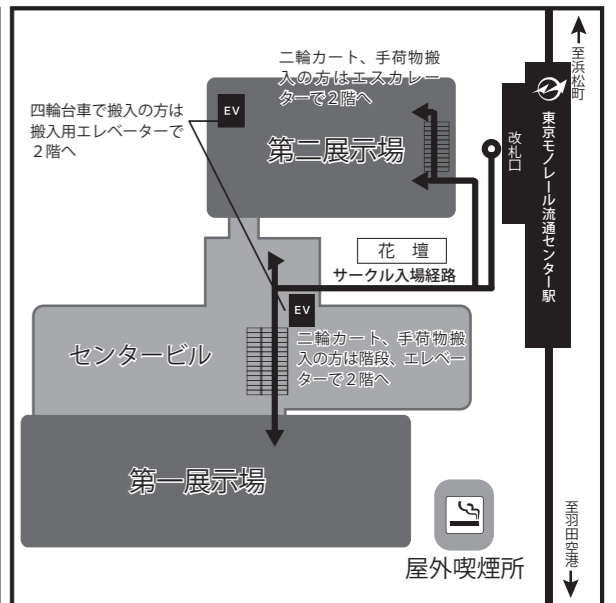 二輪カート、手荷物搬
入の方はエスカレー
ターで2階へ
至浜松町
四輪台車で搬入の方は
搬入用エレベーターで
２階へ
EV
第二展示場
改札口
東京モノレール流通センター駅
花　壇
サークル入場経路
EV
センタービル
二輪カート、手荷物搬
入の方は階段、エレベー
ターで２階へ
第一展示場
至羽田空港
屋外喫煙所